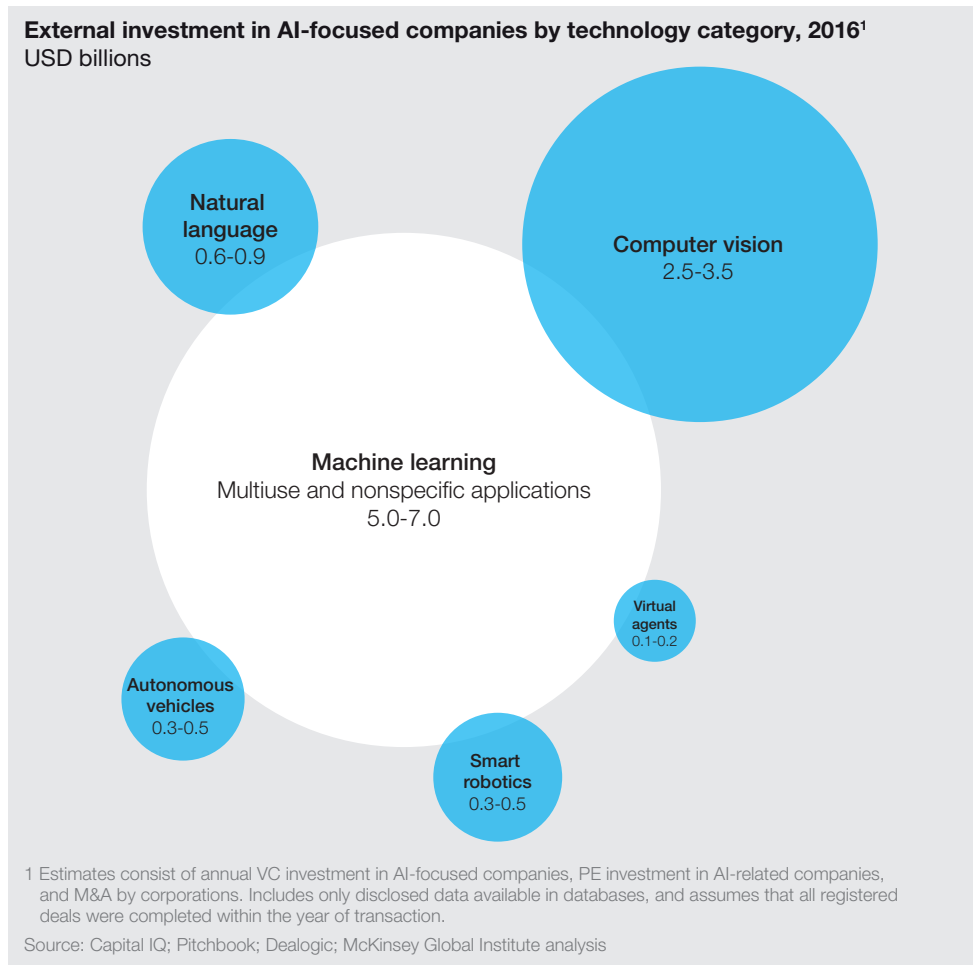 External investment in AI-focused companies by technology category, 2016¹
USD billions
Natural
language
0.6-0.9
Computer vision
2.5-3.5
Machine learning
Multiuse and nonspecific applications
5.0-7.0
Virtual
agents
0.1-0.2
Autonomous
vehicles
0.3-0.5
Smart
robotics
0.3-0.5
1 Estimates consist of annual VC investment in AI-focused companies, PE investment in AI-related companies,
and M&A by corporations. Includes only disclosed data available in databases, and assumes that all registered
deals were completed within the year of transaction.
Source: Capital IQ; Pitchbook; Dealogic; McKinsey Global Institute analysis